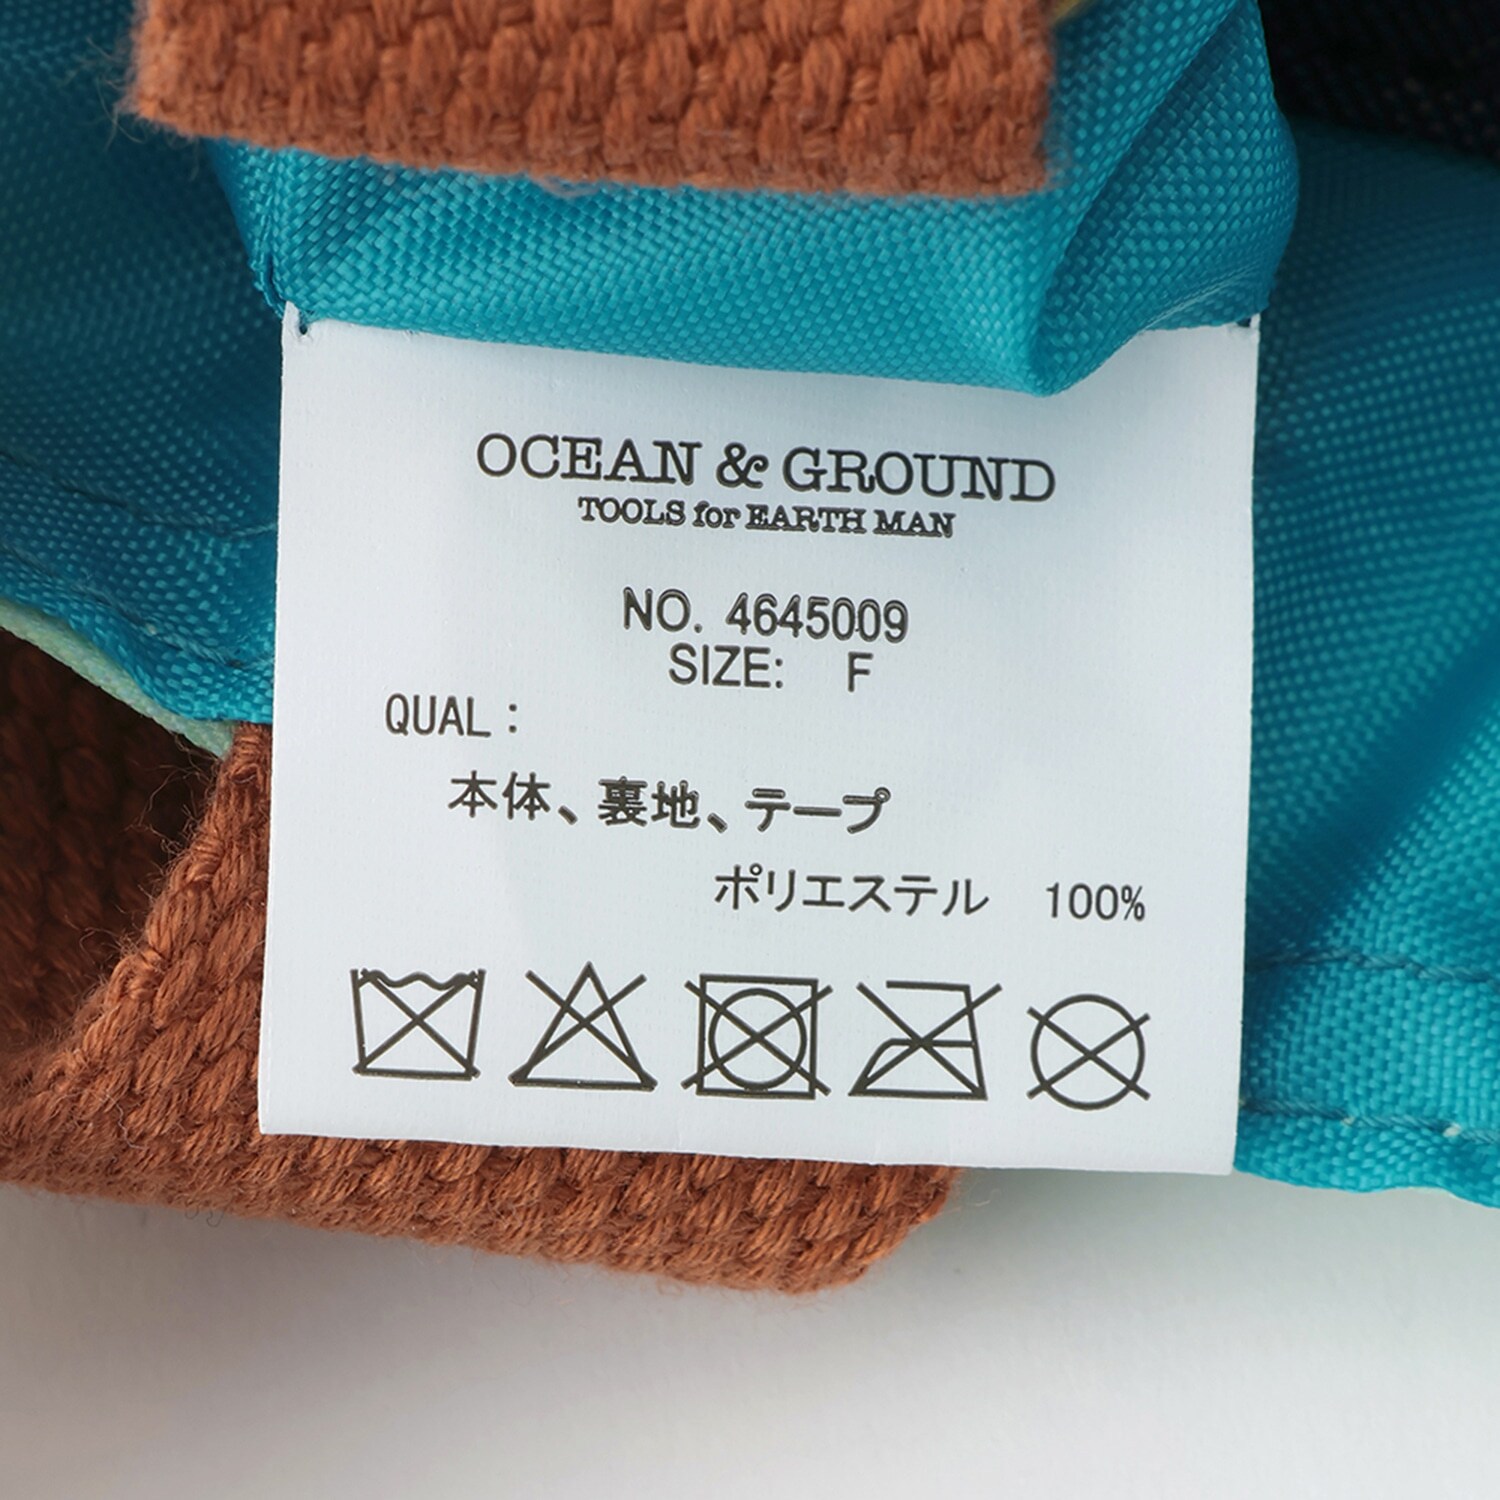 OCEAN & GROUND
TOOLS for EARTH MAN
NO. 4645009
SIZE: F
QUAL：
本体、裏地、テープ
ポリエステル 100%